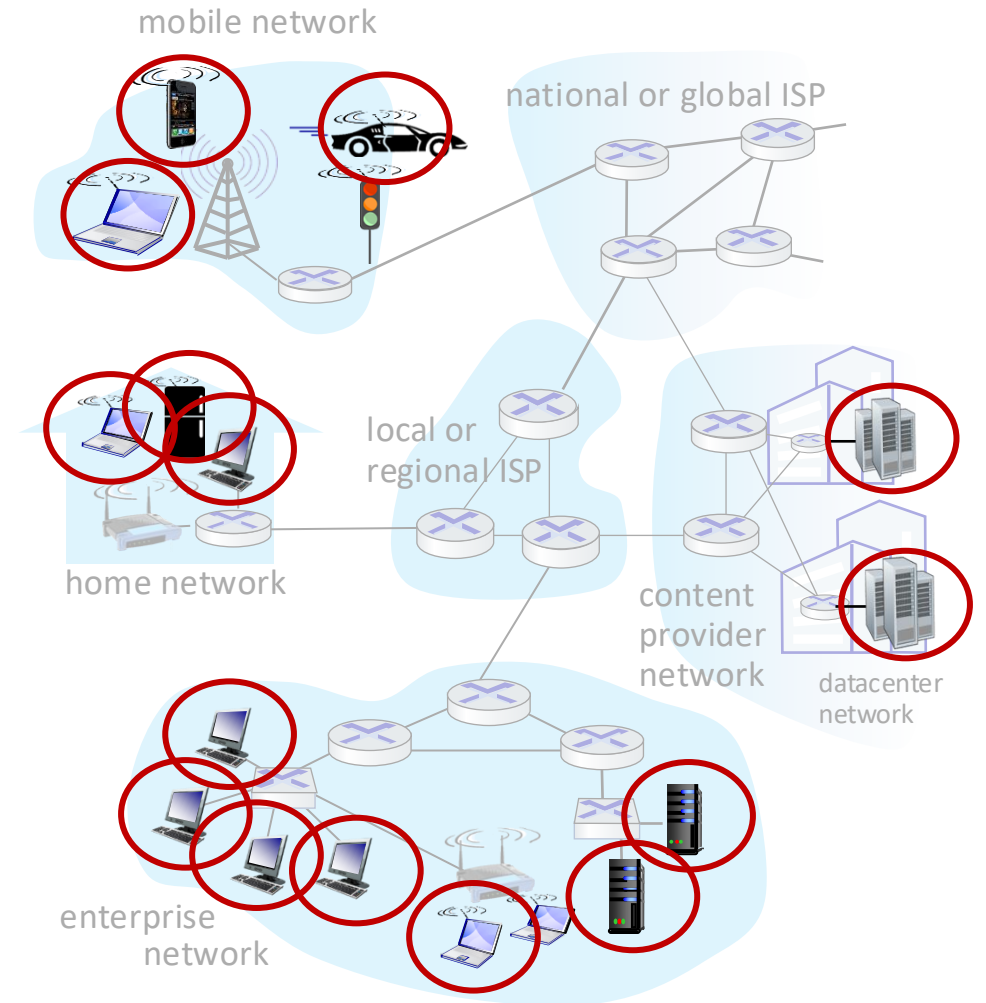 mobile network
national or global ISP
local or
regional ISP
home network
content
provider
network
datacenter
network
enterprise
network